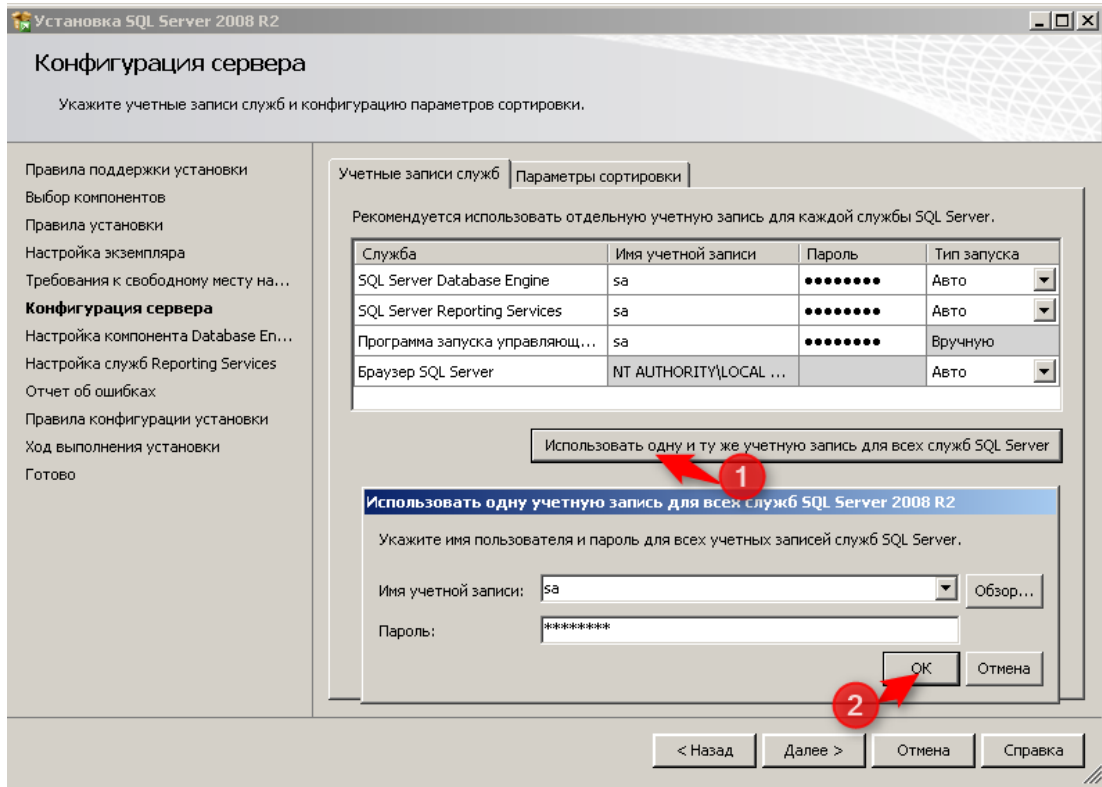 Установка SQL Server 2008 R2
Конфигурация сервера
Укажите учетные записи служб и конфигурацию параметров сортировки.
Правила поддержки установки
Выбор компонентов
Правила установки
Настройка экземпляра
Требования к свободному месту на...
Конфигурация сервера
Настройка компонента Database En...
Настройка служб Reporting Services
Отчет об ошибках
Правила конфигурации установки
Ход выполнения установки
Готово
Учетные записи служб Параметры сортировки
Рекомендуется использовать отдельную учетную запись для каждой службы SQL Server.
Служба Имя учетной записи Пароль Тип запуска
SQL Server Database Engine sa ●●●●●●●● Авто
SQL Server Reporting Services sa ●●●●●●●● Авто
Программа запуска управляющ... sa ●●●●●●●● Вручную
Браузер SQL Server NT AUTHORITY\LOCAL ... Авто
Использовать одну и ту же учетную запись для всех служб SQL Server
1
Использовать одну учетную запись для всех служб SQL Server 2008 R2
Укажите имя пользователя и пароль для всех учетных записей служб SQL Server.
Имя учетной записи: sa Обзор...
Пароль: ********
ОК Отмена
2
< Назад Далее > Отмена Справка